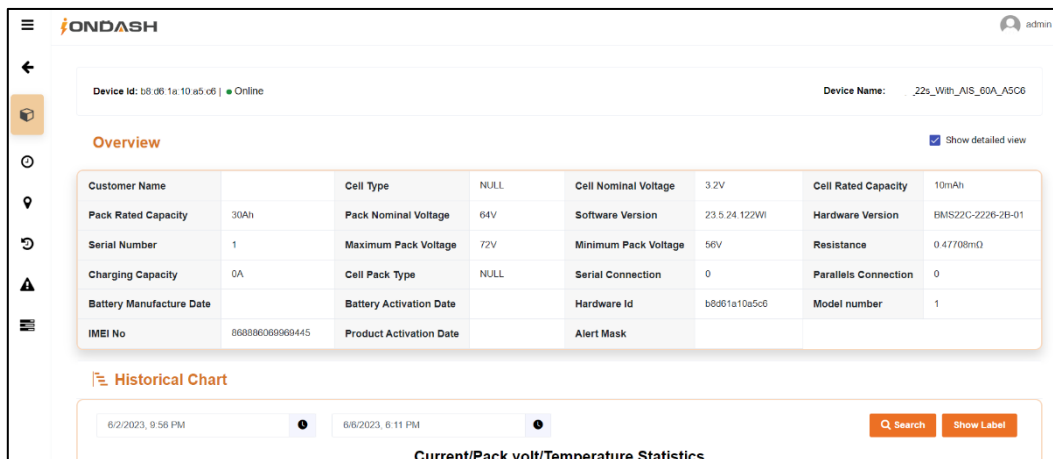 IONDASH
admin
Device Id: b8:d6:1a:10:a5:c6 | Online
Device Name: _22s_With_AIS_60A_A5C6
Overview
Show detailed view
Customer Name Cell Type NULL Cell Nominal Voltage 3.2V Cell Rated Capacity 10mAh
Pack Rated Capacity 30Ah Pack Nominal Voltage 64V Software Version 23.5.24.122WI Hardware Version BMS22C-2226-2B-01
Serial Number 1 Maximum Pack Voltage 72V Minimum Pack Voltage 56V Resistance 0.47708mΩ
Charging Capacity 0A Cell Pack Type NULL Serial Connection 0 Parallels Connection 0
Battery Manufacture Date Battery Activation Date Hardware Id b8d61a10a5c6 Model number 1
IMEI No 868886069969445 Product Activation Date Alert Mask
Historical Chart
6/2/2023, 9:56 PM 6/6/2023, 6:11 PM Search Show Label
Current/Pack volt/Temperature Statistics